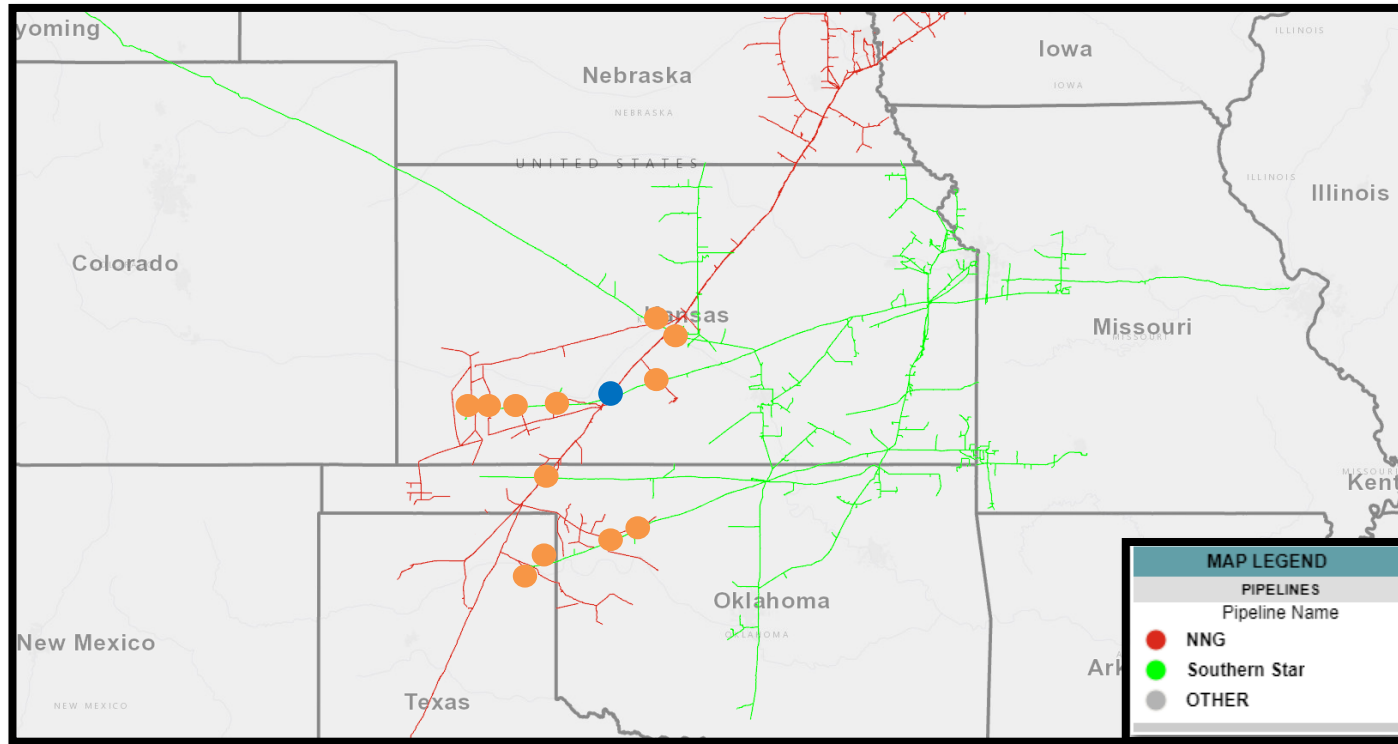 yoming
ILLINOIS
Iowa
Nebraska
IOWA
NEBRASKA
UNITED STATES
ILLINOIS
Illinois
Colorado
Kansas
Missouri
MISSOURI
MISSOURI
Kent
MAP LEGEND
PIPELINES
Pipeline Name
NNG
Southern Star
OTHER
Oklahoma
OKLAHOMA
New Mexico
Ark
Texas
NEW MEXICO